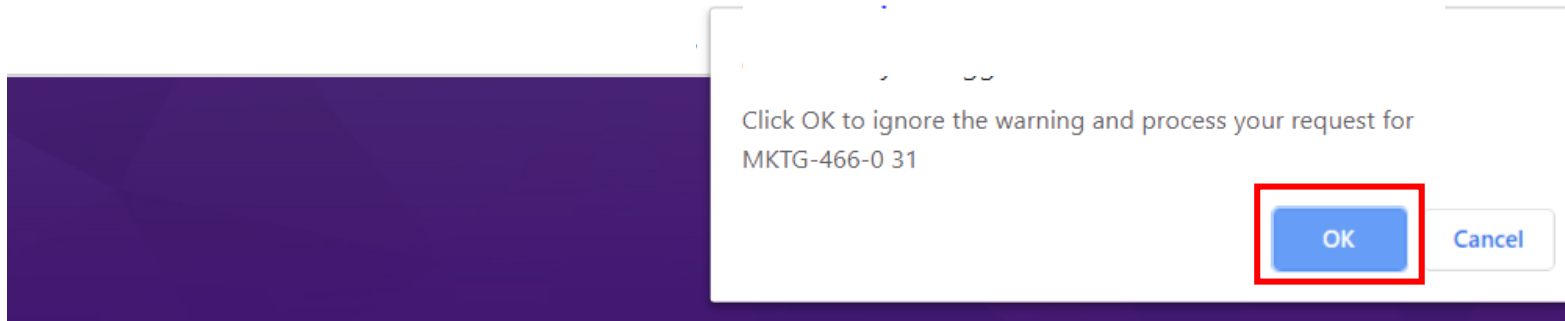 Click OK to ignore the warning and process your request for
MKTG-466-0 31
OK
Cancel